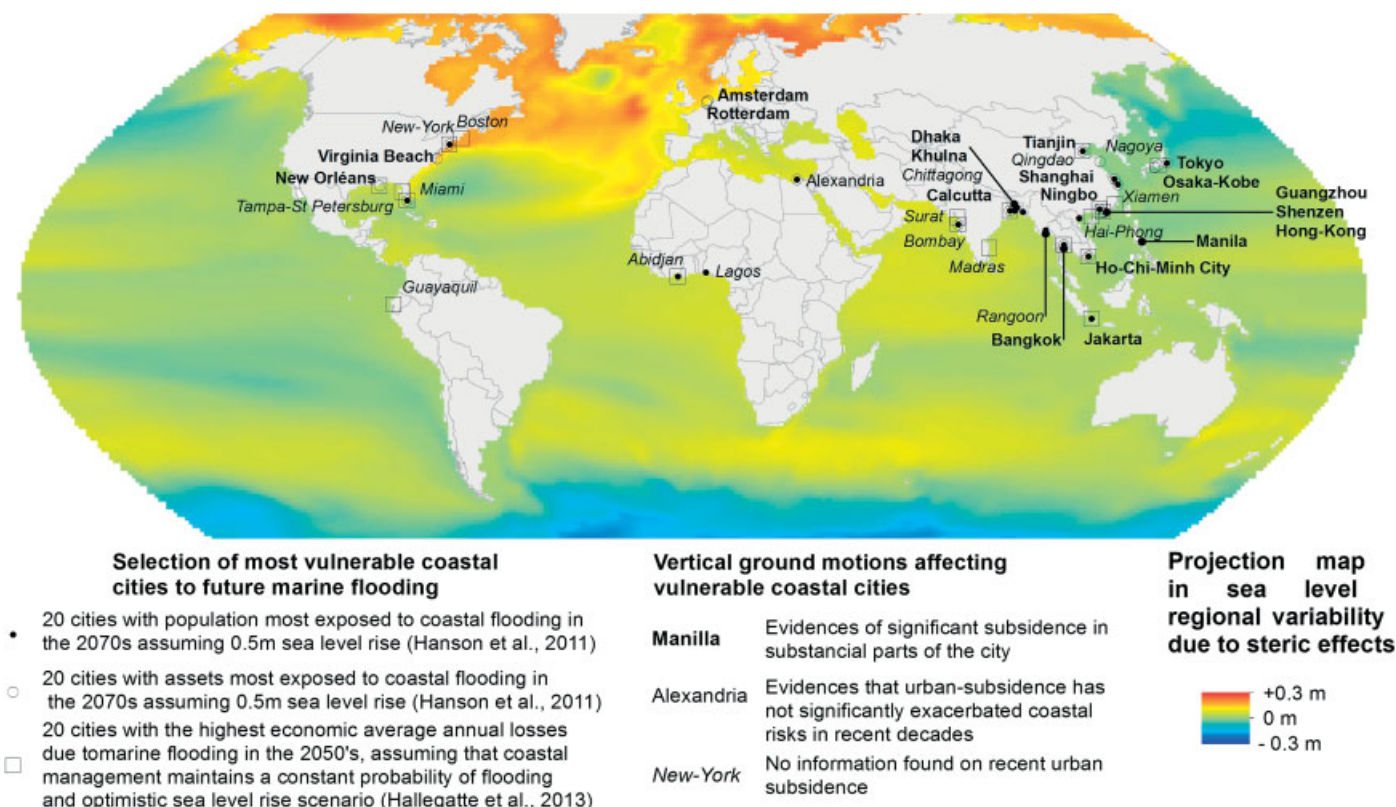 Amsterdam
Rotterdam
New-York Boston
Virginia Beach
New Orléans
Miami
Tampa-St Petersburg
Alexandria
Dhaka
Khulna
Chittagong
Calcutta
Surat
Bombay
Madras
Tianjin
Qingdao
Shanghai
Ningbo
Nagoya
Tokyo
Osaka-Kobe
Xiamen
Guangzhou
Shenzen
Hong-Kong
Hai-Phong
Manila
Ho-Chi-Minh City
Abidjan
Lagos
Guayaquil
Rangoon
Bangkok
Jakarta
Selection of most vulnerable coastal
cities to future marine flooding
20 cities with population most exposed to coastal flooding in
the 2070s assuming 0.5m sea level rise (Hanson et al., 2011)
20 cities with assets most exposed to coastal flooding in
the 2070s assuming 0.5m sea level rise (Hanson et al., 2011)
20 cities with the highest economic average annual losses
due tomarine flooding in the 2050's, assuming that coastal
management maintains a constant probability of flooding
and optimistic sea level rise scenario (Hallegatte et al., 2013)
Vertical ground motions affecting
vulnerable coastal cities
Manilla
Evidences of significant subsidence in
substancial parts of the city
Alexandria
Evidences that urban-subsidence has
not significantly exacerbated coastal
risks in recent decades
New-York
No information found on recent urban
subsidence
Projection map
in sea level
regional variability
due to steric effects
+0.3 m
0 m
- 0.3 m